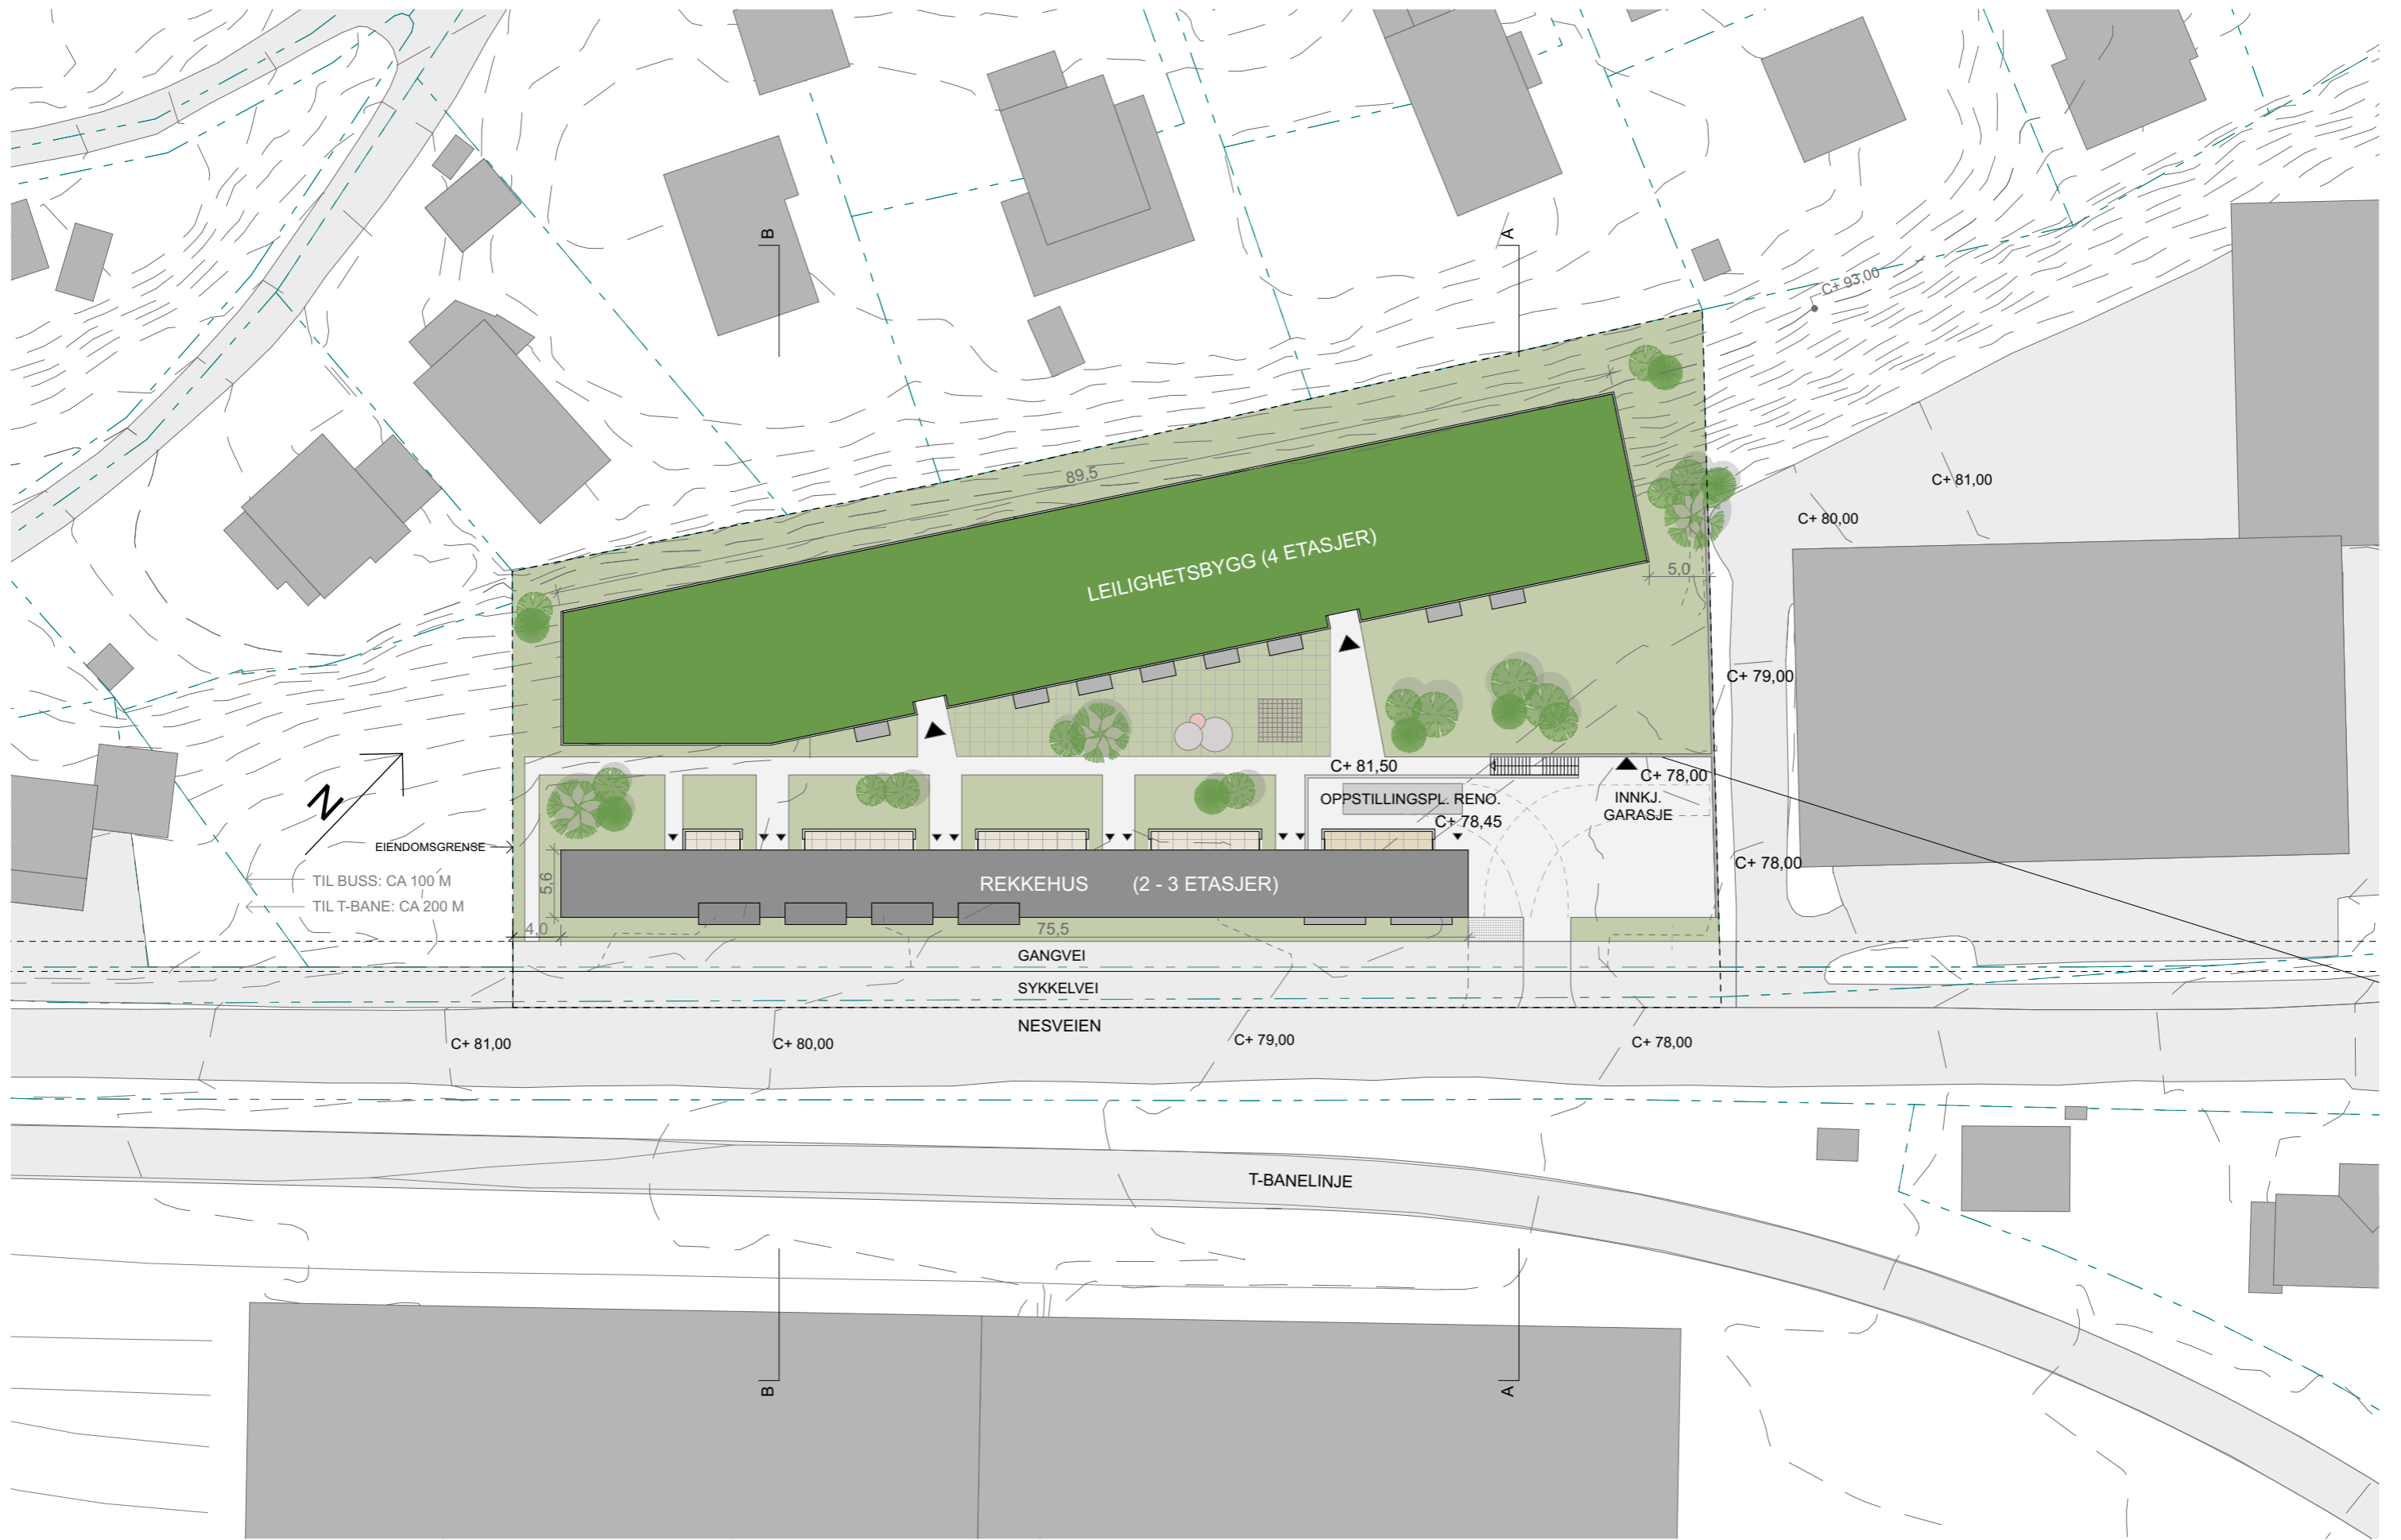 B
A
C+ 93,00
89,5
C+ 81,00
C+ 80,00
LEILIGHETSBYGG (4 ETASJER)
5,0
C+ 79,00
C+ 81,50
C+ 78,00
OPPSTILLINGSPL. RENO.
INNKJ.
GARASJE
C+ 78,45
N
EIENDOMSGRENSE
C+ 78,00
TIL BUSS: CA 100 M
TIL T-BANE: CA 200 M
5,6
REKKEHUS (2 - 3 ETASJER)
4,0
75,5
GANGVEI
SYKKELVEI
NESVEIEN
C+ 81,00
C+ 80,00
C+ 79,00
C+ 78,00
T-BANELINJE
B
A